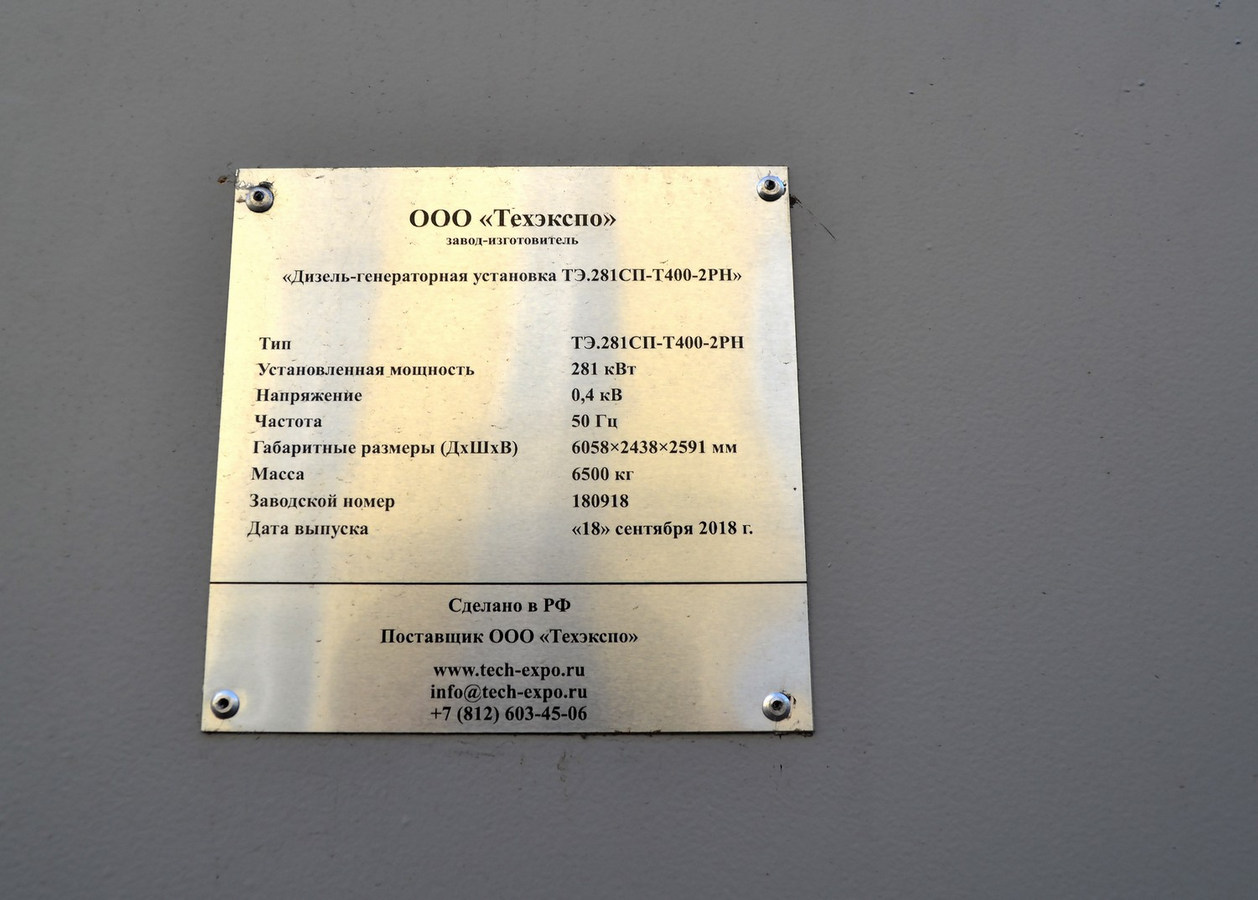 ООО «Техэкспо»
завод-изготовитель
«Дизель-генераторная установка ТЭ.281СП-Т400-2РН»
Тип ТЭ.281СП-Т400-2РН
Установленная мощность 281 кВт
Напряжение 0,4 кВ
Частота 50 Гц
Габаритные размеры (ДхШхВ) 6058×2438×2591 мм
Масса 6500 кг
Заводской номер 180918
Дата выпуска «18» сентября 2018 г.
Сделано в РФ
Поставщик ООО «Техэкспо»
www.tech-expo.ru
info@tech-expo.ru
+7 (812) 603-45-06